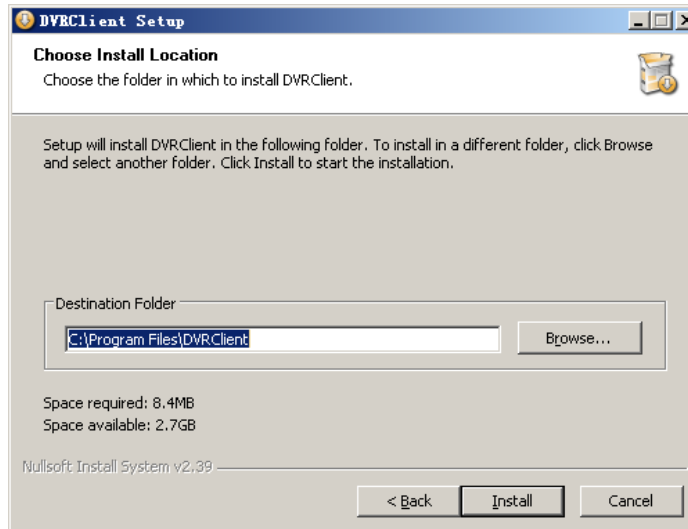 DVRClient Setup
Choose Install Location
Choose the folder in which to install DVRClient.
Setup will install DVRClient in the following folder. To install in a different folder, click Browse
and select another folder. Click Install to start the installation.
Destination Folder
C:\Program Files\DVRClient
Browse...
Space required: 8.4MB
Space available: 2.7GB
Nullsoft Install System v2.39
< Back
Install
Cancel